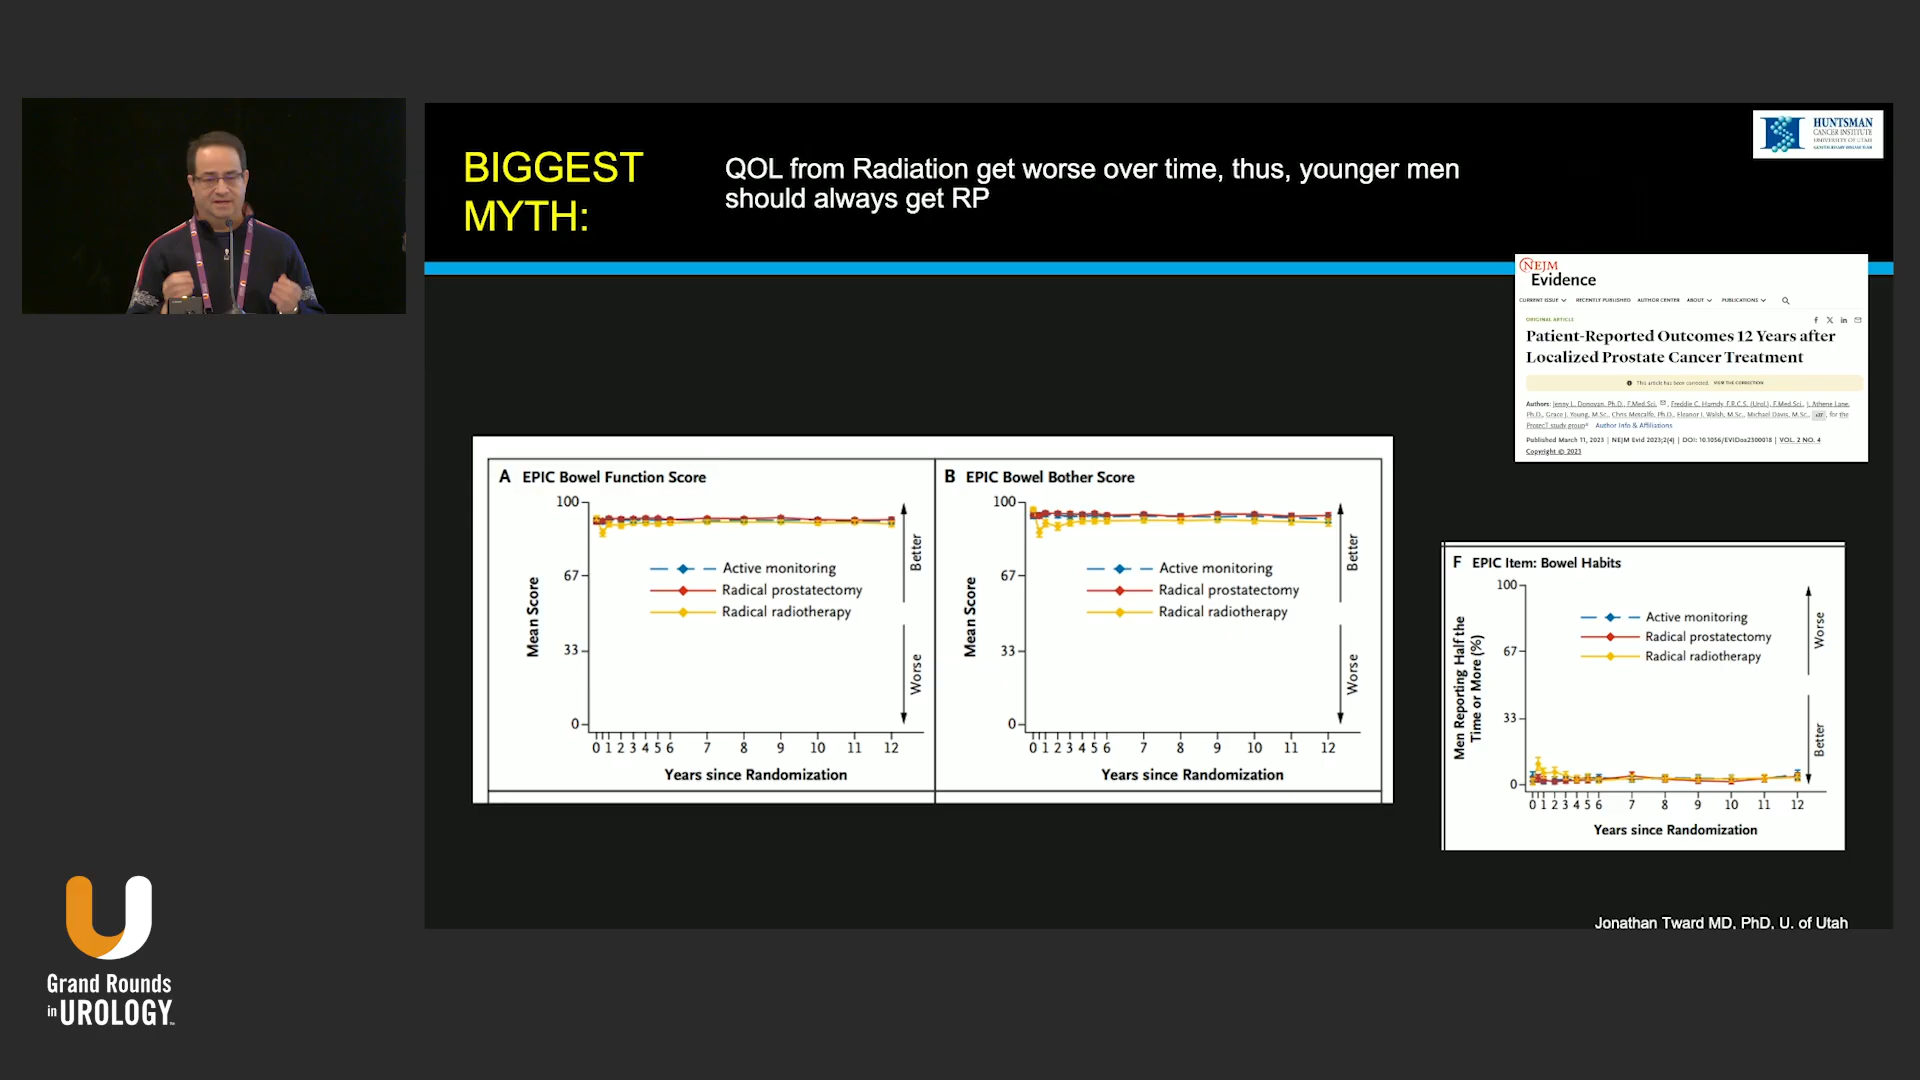 BIGGEST
MYTH:
QOL from Radiation get worse over time, thus, younger men
should always get RP
HUNTSMAN
CANCER INSTITUTE
UNIVERSITY OF UTAH
NEJM
Evidence
CURRENT ISSUE RECENTLY PUBLISHED AUTHOR CENTER ABOUT PUBLICATIONS
ORIGINAL ARTICLE
Patient-Reported Outcomes 12 Years after
Localized Prostate Cancer Treatment
This article has been corrected. VIEW THE CORRECTION
Authors: Jenny L. Donovan, Ph.D., F.Med.Sci., Freddie C. Hamdy, F.R.C.S. (Urol.), F.Med.Sci., J. Athene Lane,
Ph.D., Grace J. Young, M.Sc., Chris Metcalfe, Ph.D., Eleanor I. Walsh, M.Sc., Michael Davis, M.Sc., for the
ProtecT study group* Author Info & Affiliations
Published March 11, 2023 | NEJM Evid 2023;2(4) | DOI: 10.1056/EVIDoa2300018 | VOL. 2 NO. 4
Copyright © 2023
A EPIC Bowel Function Score
100
67
33
0
Mean Score
Active monitoring
Radical prostatectomy
Radical radiotherapy
Better
Worse
0 1 2 3 4 5 6 7 8 9 10 11 12
Years since Randomization
B EPIC Bowel Bother Score
100
67
33
0
Mean Score
Active monitoring
Radical prostatectomy
Radical radiotherapy
Better
Worse
0 1 2 3 4 5 6 7 8 9 10 11 12
Years since Randomization
F EPIC Item: Bowel Habits
100
67
33
0
Men Reporting Half the
Time or More (%)
Active monitoring
Radical prostatectomy
Radical radiotherapy
Worse
Better
0 1 2 3 4 5 6 7 8 9 10 11 12
Years since Randomization
Jonathan Tward MD, PhD, U. of Utah
Grand Rounds
in UROLOGY™